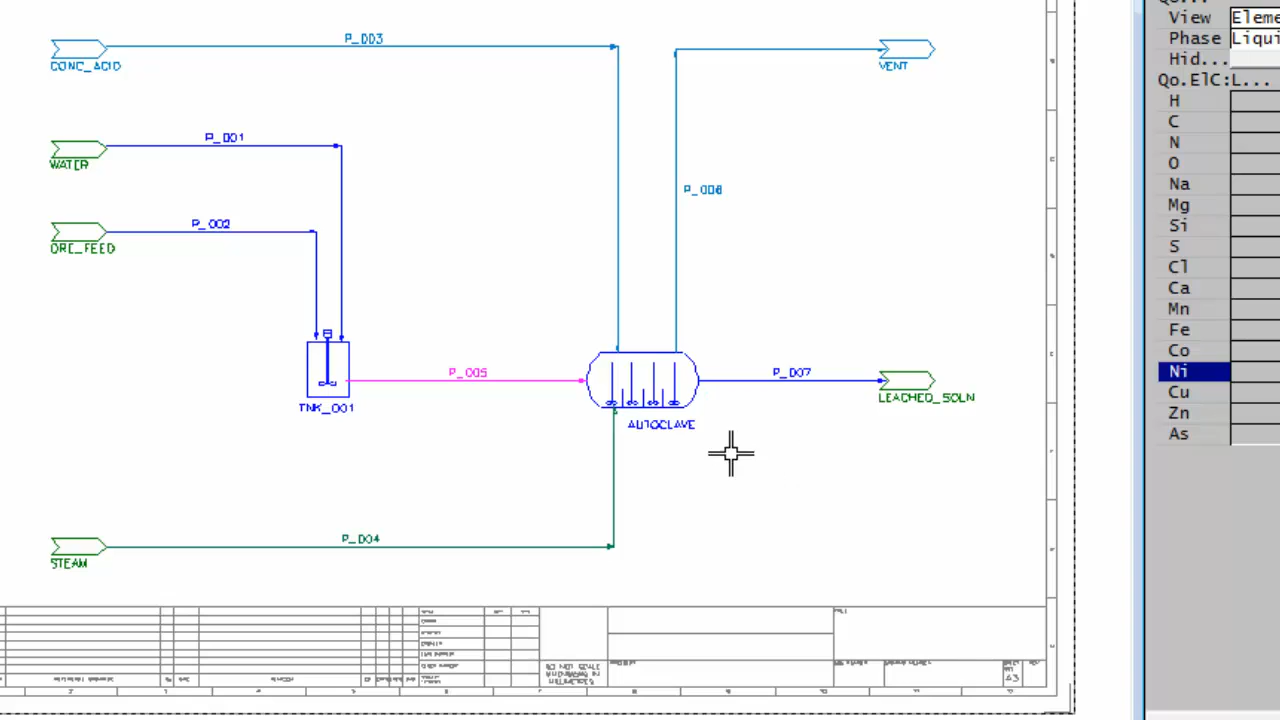 P_003
CONC_ACID
VENT
P_001
WATER
P_006
P_002
ORE_FEED
P_005
TNK_001
P_007
AUTOCLAVE
LEACHED_SOLN
P_004
STEAM
View
Phase
Hid...
Qo.ElC:L...
H
C
N
O
Na
Mg
Si
S
Cl
Ca
Mn
Fe
Co
Ni
Cu
Zn
As